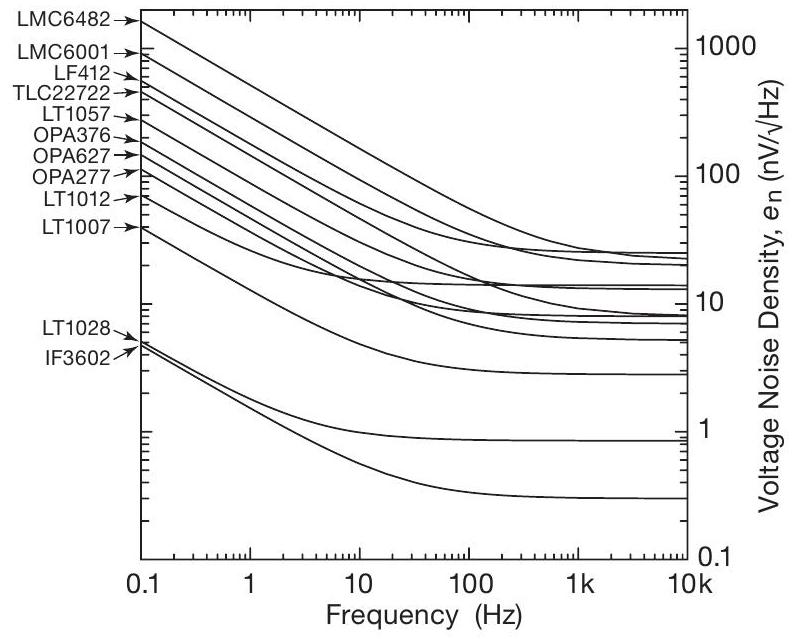 LMC6482
LMC6001
LF412
TLC22722
LT1057
OPA376
OPA627
OPA277
LT1012
LT1007
LT1028
IF3602
1000
100
10
1
0.1
Voltage Noise Density, en (nV/√Hz)
0.1 1 10 100 1k 10k
Frequency (Hz)